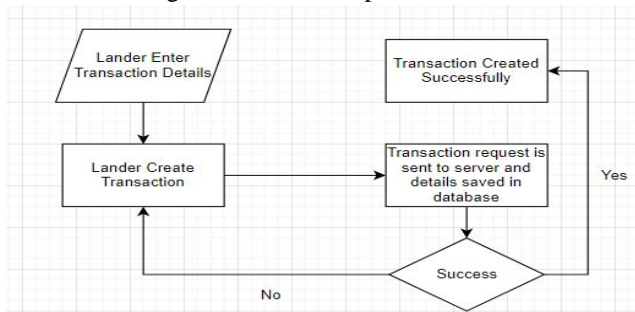 Lander Enter
Transaction Details
Transaction Created
Successfully
Lander Create
Transaction
Transaction request is
sent to server and
details saved in
database
Yes
Success
No